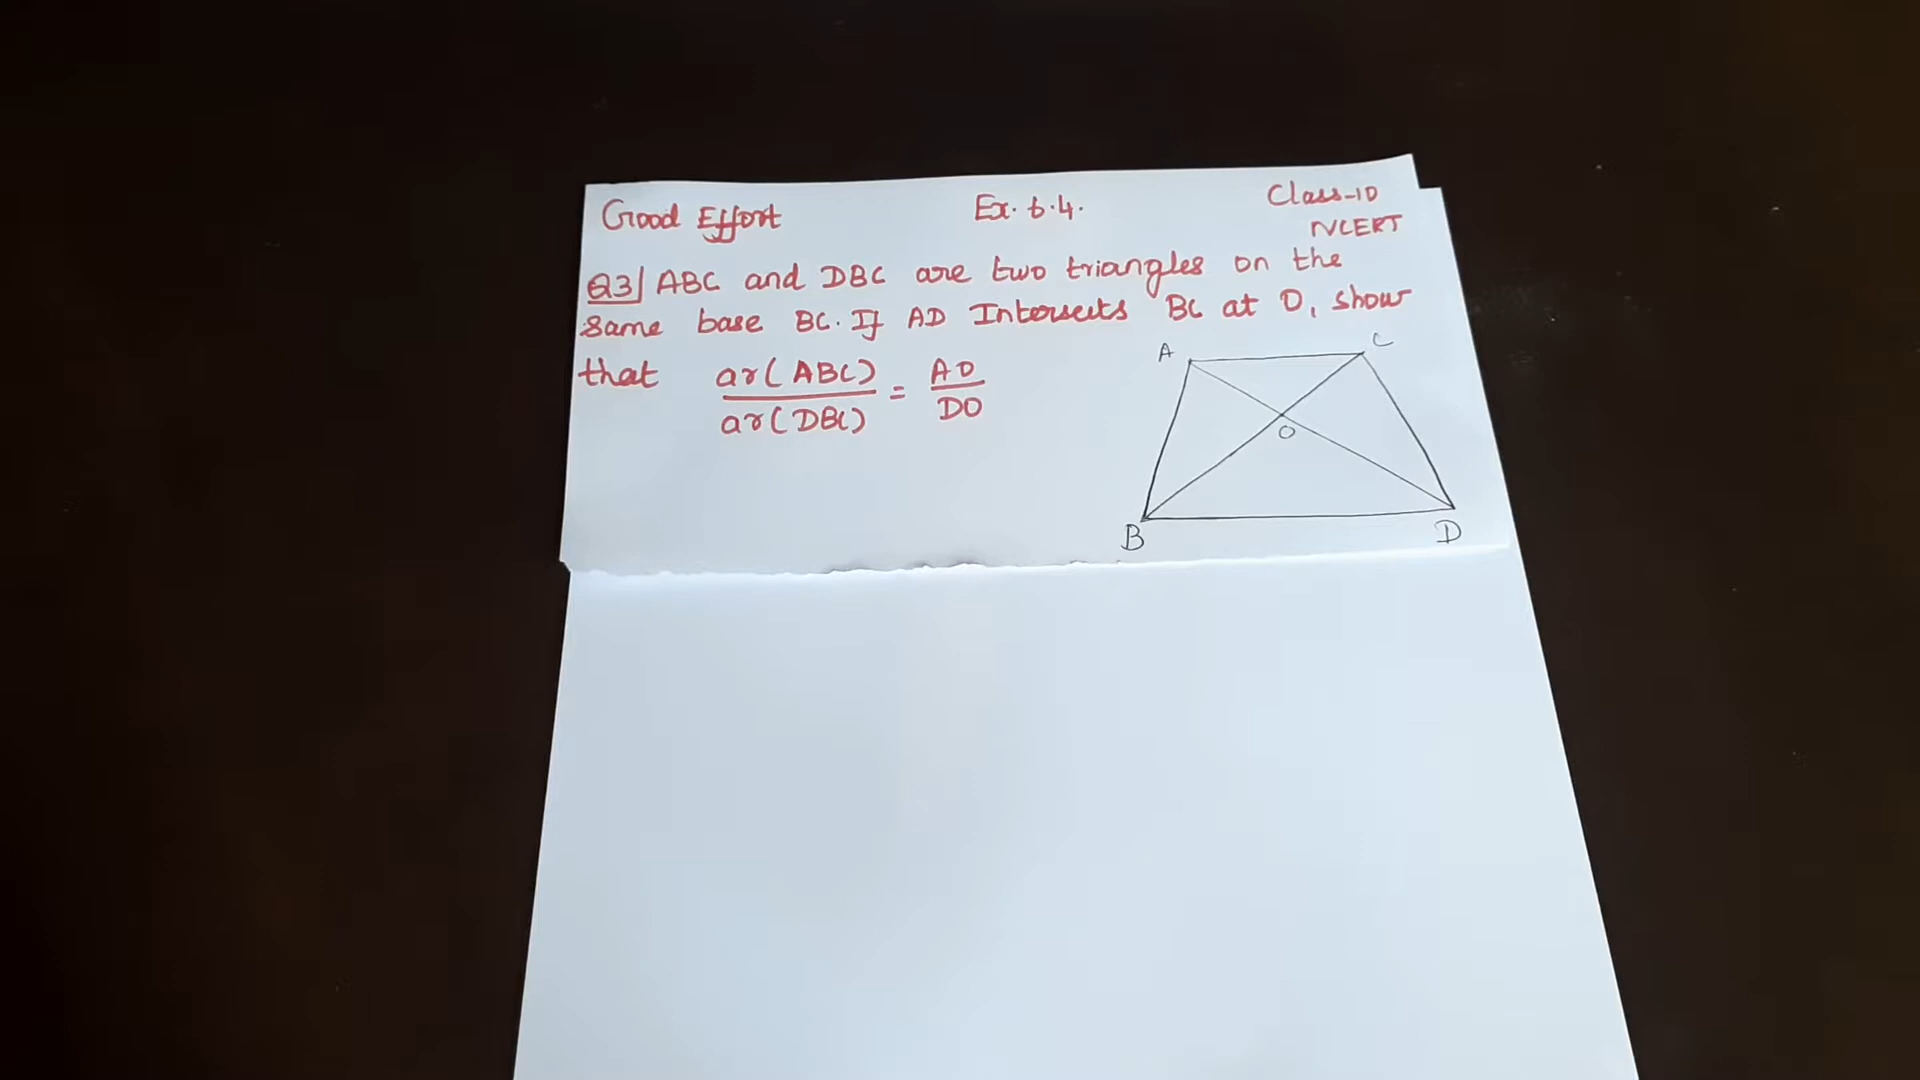 Good Effort
Ex. 6.4.
Class-10
NCERT
Q3| ABC and DBC are two triangles on the
same base BC. If AD Intersects BC at O, show
that ar(ABC) / ar(DBC) = AO / DO
A
C
O
B
D